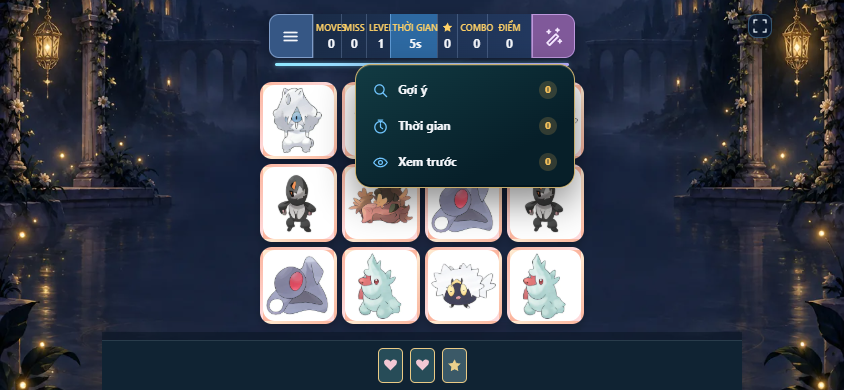 MOVES MISS LEVEL THỜI GIAN COMBO ĐIỂM
0 0 1 5s 0 0 0
Gợi ý 0
Thời gian 0
Xem trước 0